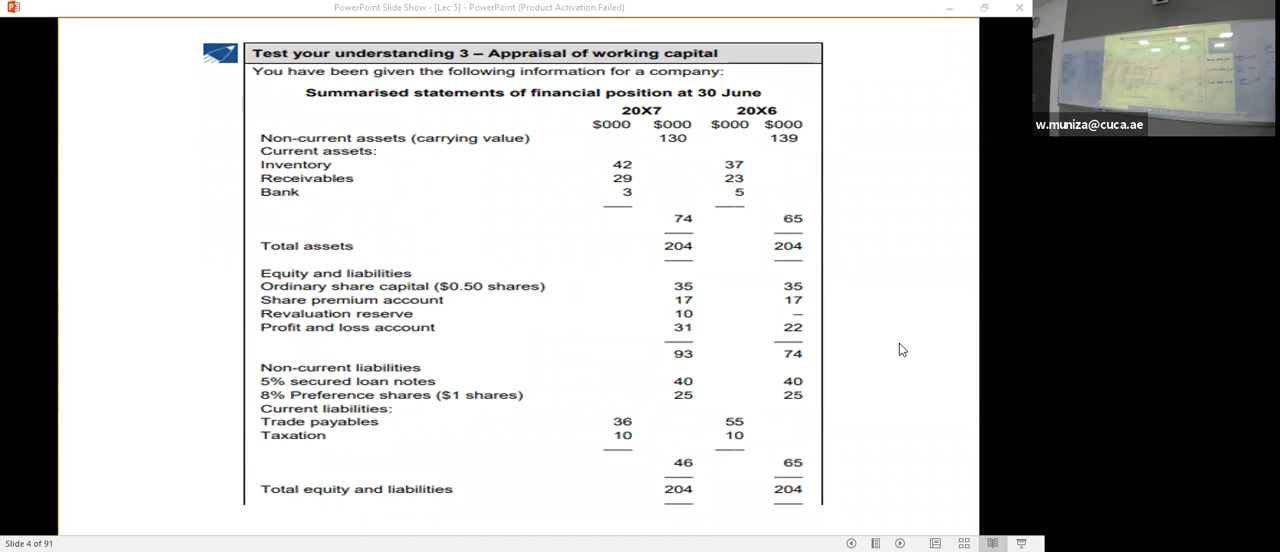 PowerPoint Slide Show - [Lec 3] - PowerPoint (Product Activation Failed)
Test your understanding 3 – Appraisal of working capital
You have been given the following information for a company:
Summarised statements of financial position at 30 June
20X7 20X6
$000 $000 $000 $000
Non-current assets (carrying value) 130 139
Current assets:
Inventory 42 37
Receivables 29 23
Bank 3 5
74 65
Total assets 204 204
Equity and liabilities
Ordinary share capital ($0.50 shares) 35 35
Share premium account 17 17
Revaluation reserve 10 –
Profit and loss account 31 22
93 74
Non-current liabilities
5% secured loan notes 40 40
8% Preference shares ($1 shares) 25 25
Current liabilities:
Trade payables 36 55
Taxation 10 10
46 65
Total equity and liabilities 204 204
w.muniza@cuca.ae
Slide 4 of 91